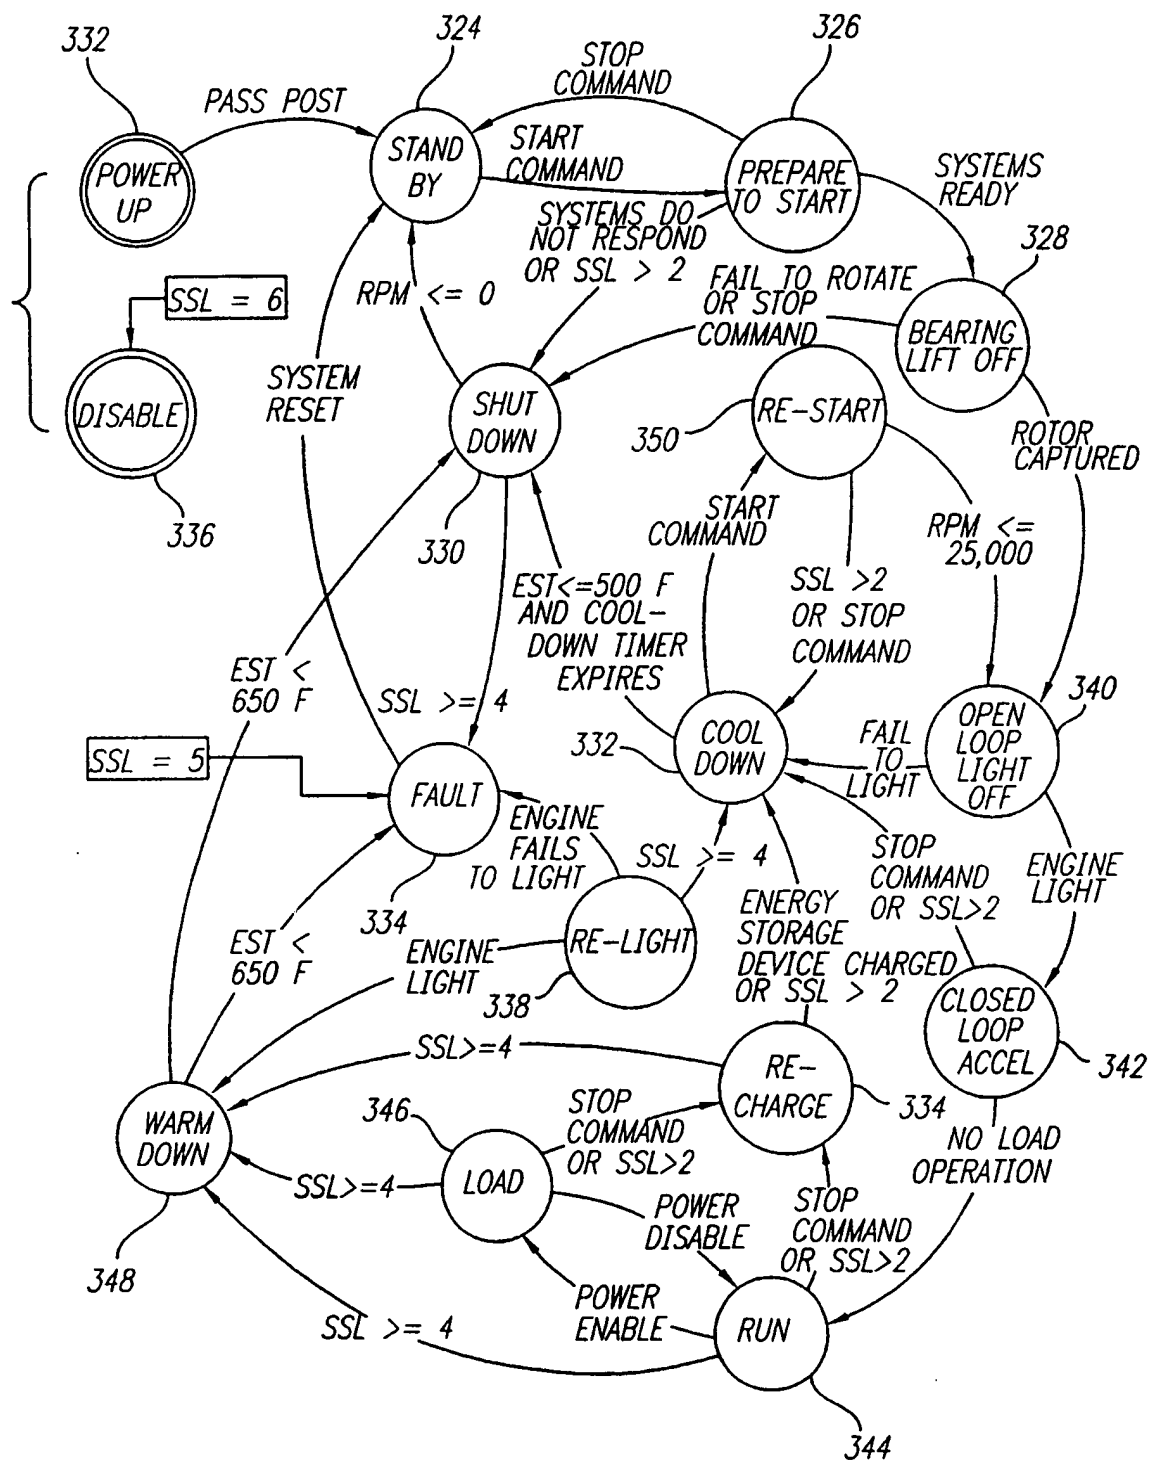 332
324
326
PASS POST
STOP
COMMAND
POWER
UP
STAND
BY
START
COMMAND
PREPARE
TO START
SYSTEMS
READY
SYSTEMS DO
NOT RESPOND
OR SSL > 2
328
SSL = 6
RPM <= 0
FAIL TO ROTATE
OR STOP
COMMAND
BEARING
LIFT OFF
DISABLE
336
SYSTEM
RESET
SHUT
DOWN
330
350
RE-START
ROTOR
CAPTURED
START
COMMAND
RPM <=
25,000
EST<=500 F
AND COOL-
DOWN TIMER
EXPIRES
SSL >2
OR STOP
COMMAND
EST <
650 F
SSL >= 4
340
SSL = 5
FAULT
334
332
COOL
DOWN
FAIL
TO
LIGHT
OPEN
LOOP
LIGHT
OFF
ENGINE
FAILS
TO LIGHT
SSL >= 4
STOP
COMMAND
OR SSL>2
ENGINE
LIGHT
EST <
650 F
ENGINE
LIGHT
RE-LIGHT
338
ENERGY
STORAGE
DEVICE CHARGED
OR SSL > 2
CLOSED
LOOP
ACCEL
342
SSL>=4
RE-
CHARGE
334
WARM
DOWN
348
346
LOAD
STOP
COMMAND
OR SSL>2
NO LOAD
OPERATION
SSL>=4
POWER
DISABLE
STOP
COMMAND
OR SSL>2
POWER
ENABLE
RUN
SSL >= 4
344